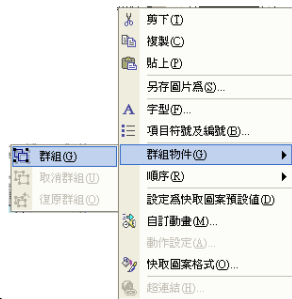 剪下(T)
複製(C)
貼上(P)
另存圖片為(S)...
字型(F)...
項目符號及編號(B)...
群組物件(G)
順序(R)
設定為快取圖案預設值(D)
自訂動畫(M)...
動作設定(A)...
快取圖案格式(O)...
超連結(H)...
群組(G)
取消群組(U)
復原群組(O)